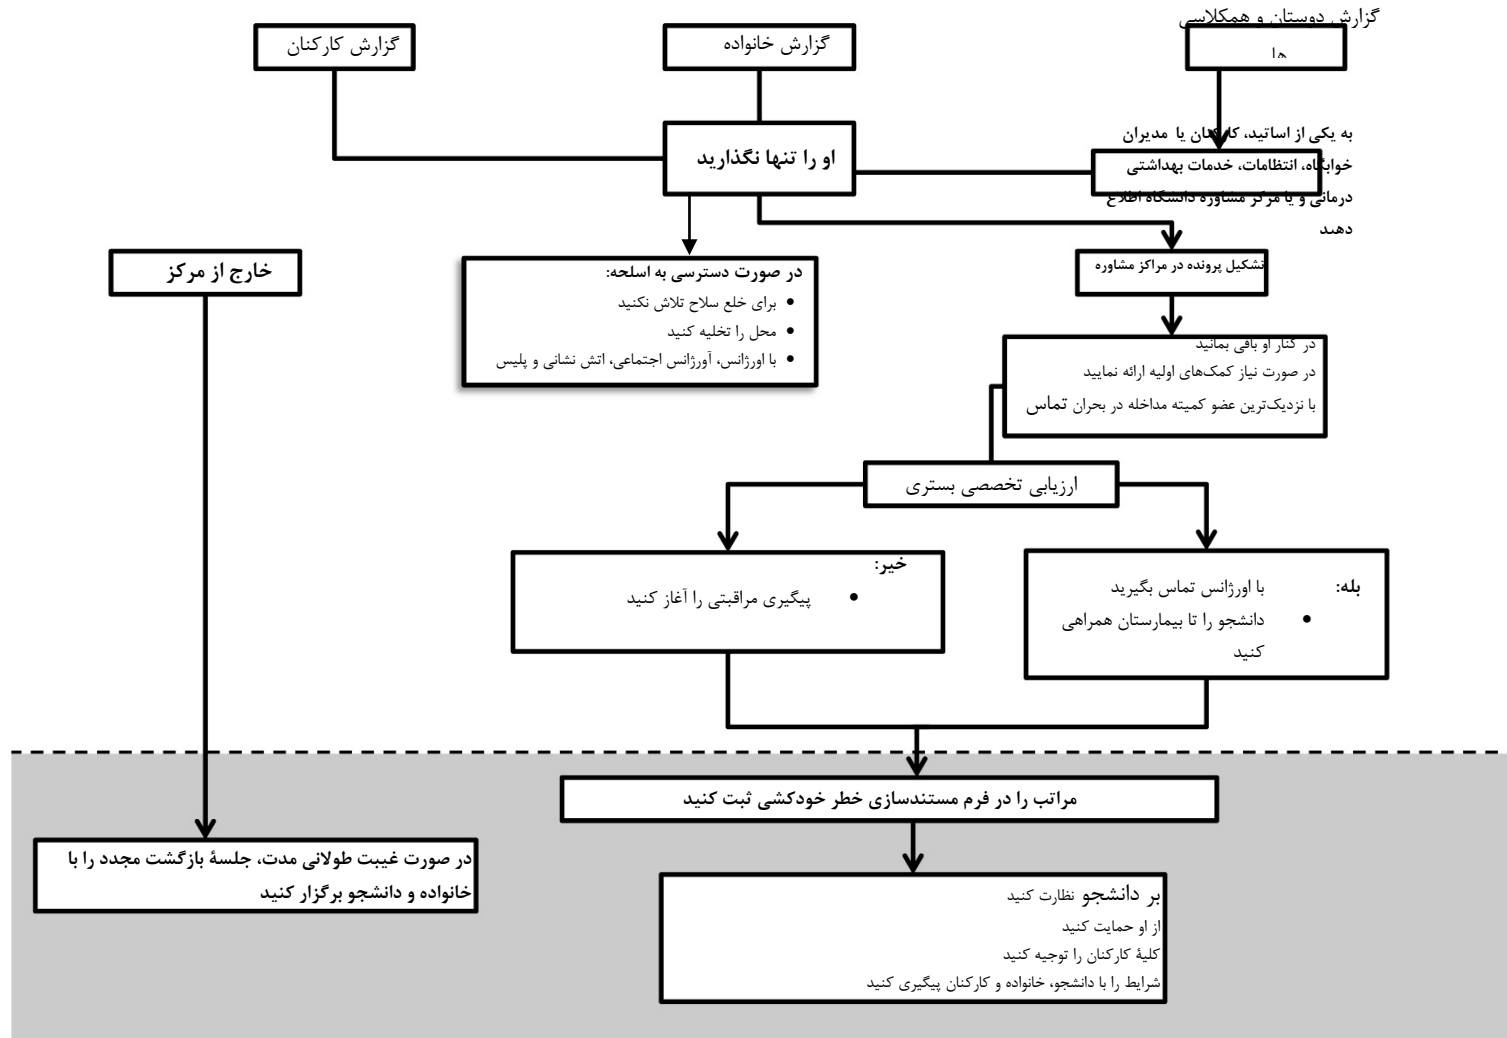 گزارش دوستان و همکلاسی
ها
گزارش خانواده
گزارش کارکنان
به یکی از اساتید، کارکنان یا مدیران
خوابگاه، انتظامات، خدمات بهداشتی
درمانی و یا مرکز مشاوره دانشگاه اطلاع
دهید
او را تنها نگذارید
تشکیل پرونده در مراکز مشاوره
در صورت دسترسی به اسلحه:
• برای خلع سلاح تلاش نکنید
• محل را تخلیه کنید
• با اورژانس، آورژانس اجتماعی، اتش نشانی و پلیس
خارج از مرکز
در کنار او باقی بمانید
در صورت نیاز کمک‌های اولیه ارائه نمایید
با نزدیک‌ترین عضو کمیته مداخله در بحران تماس
ارزیابی تخصصی بستری
بله: با اورژانس تماس بگیرید
• دانشجو را تا بیمارستان همراهی
کنید
خیر:
• پیگیری مراقبتی را آغاز کنید
مراتب را در فرم مستندسازی خطر خودکشی ثبت کنید
در صورت غیبت طولانی مدت، جلسهٔ بازگشت مجدد را با
خانواده و دانشجو برگزار کنید
بر دانشجو نظارت کنید
از او حمایت کنید
کلیهٔ کارکنان را توجیه کنید
شرایط را با دانشجو، خانواده و کارکنان پیگیری کنید